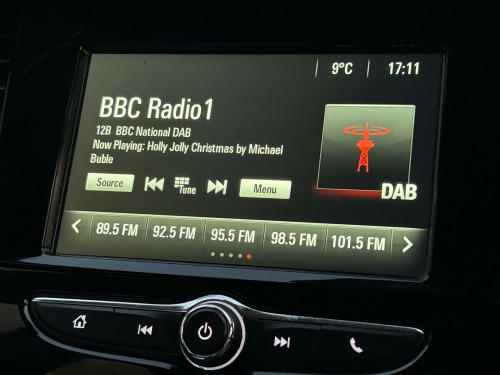 9°C 17:11
BBC Radio1
12B BBC National DAB
Now Playing: Holly Jolly Christmas by Michael
Buble
DAB
Source Tune Menu
89.5 FM 92.5 FM 95.5 FM 98.5 FM 101.5 FM